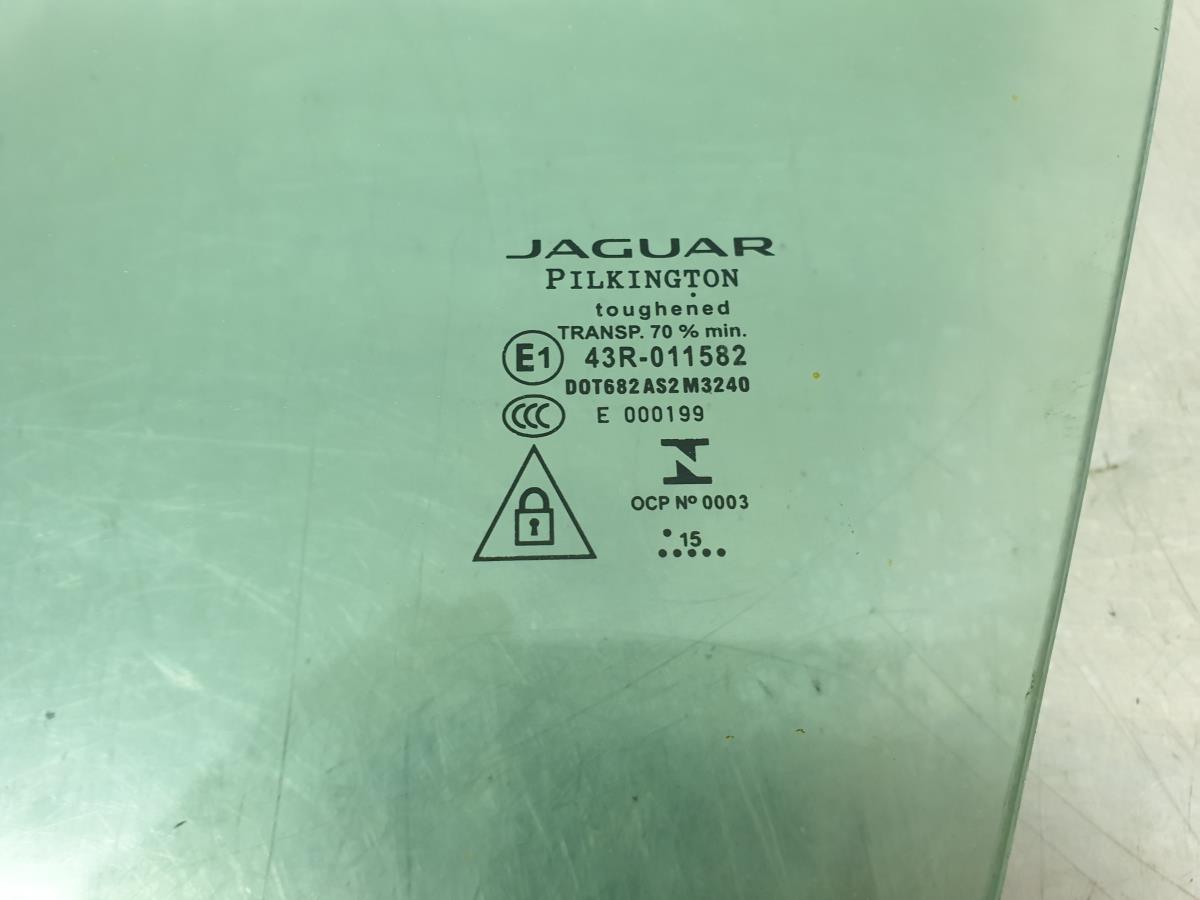 JAGUAR
PILKINGTON
toughened
TRANSP. 70 % min.
E1 43R-011582
DOT682 AS2 M3240
CCC E 000199
OCP Nº 0003
15